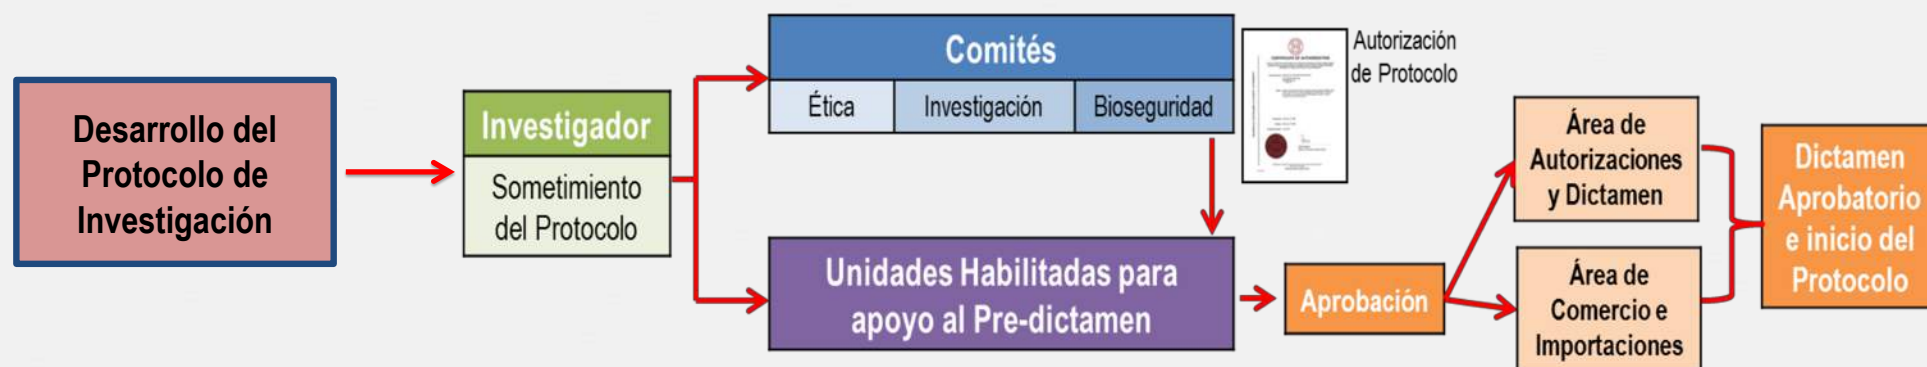 Desarrollo del
Protocolo de
Investigación
Investigador
Sometimiento
del Protocolo
Comités
Ética
Investigación
Bioseguridad
Autorización
de Protocolo
Unidades Habilitadas para
apoyo al Pre-dictamen
Aprobación
Área de
Autorizaciones
y Dictamen
Área de
Comercio e
Importaciones
Dictamen
Aprobatorio
e inicio del
Protocolo